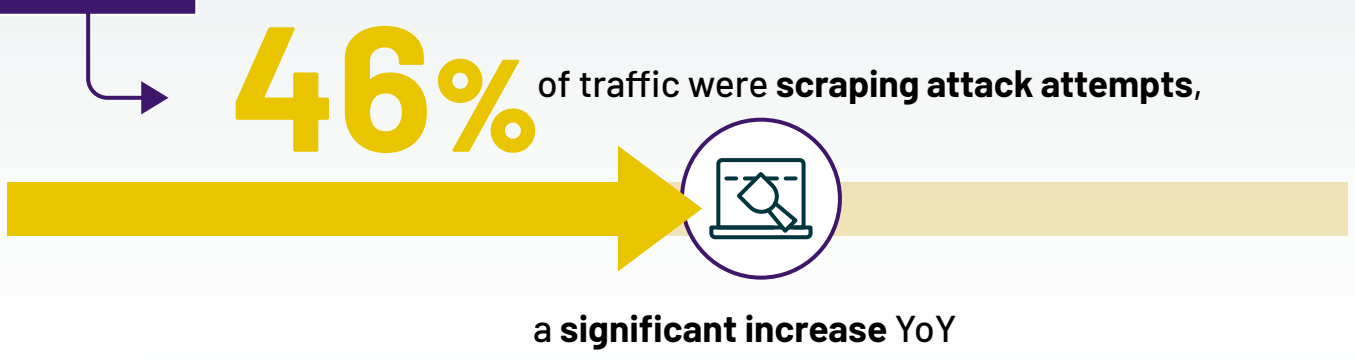 46% of traffic were scraping attack attempts,
a significant increase YoY